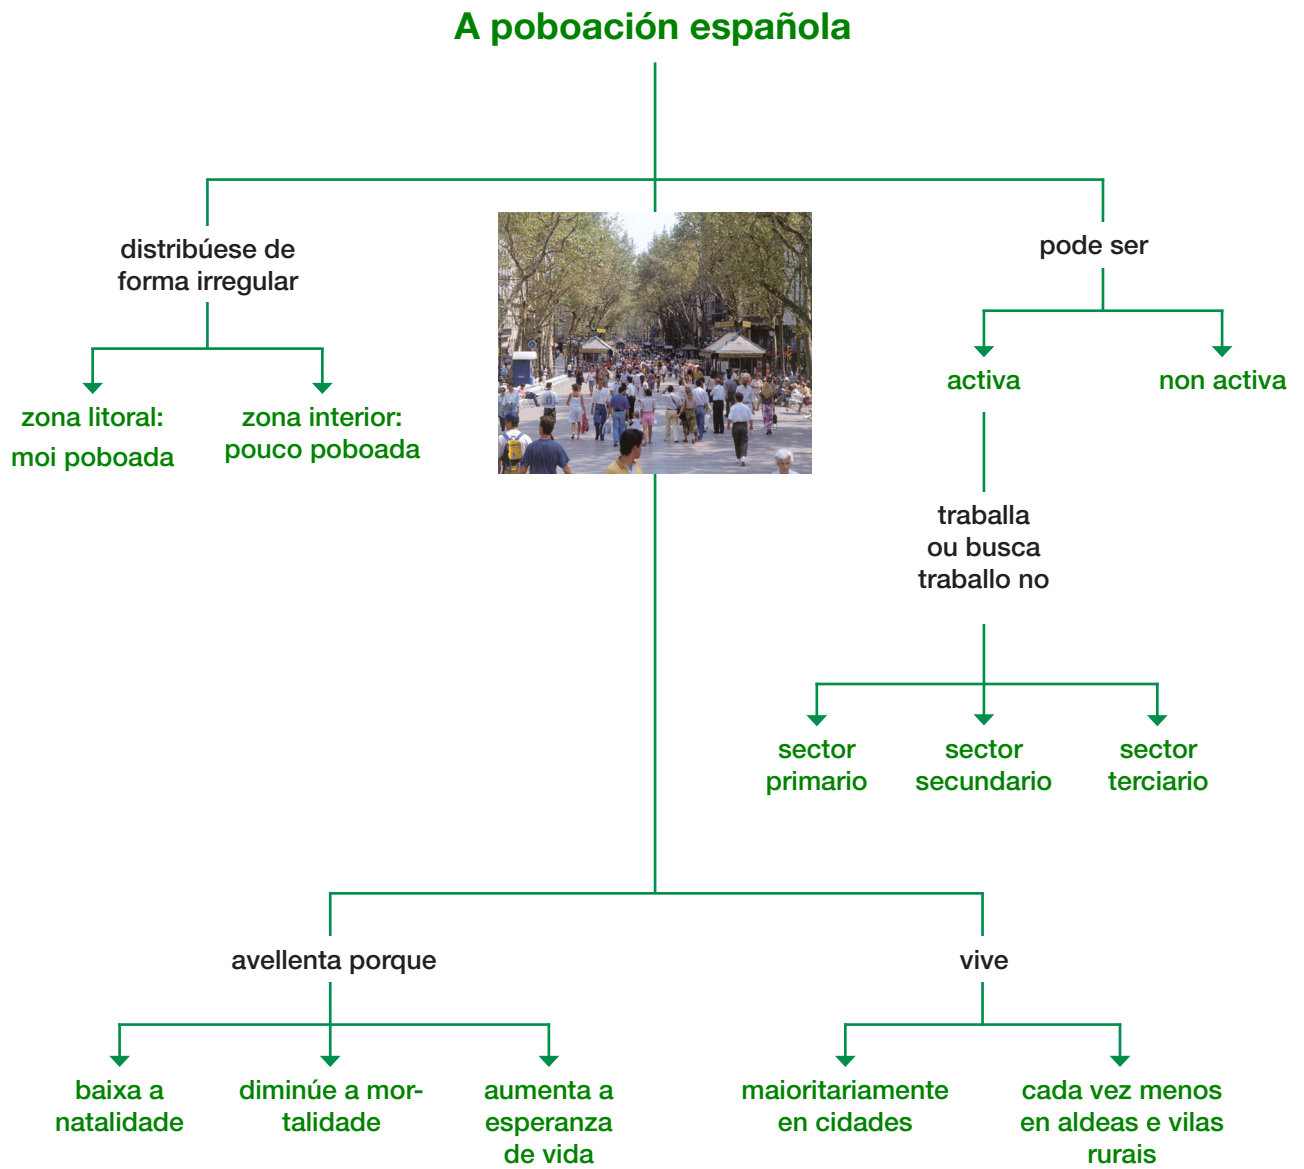 A poboación española
distribúese de
forma irregular
pode ser
zona litoral:
moi poboada
zona interior:
pouco poboada
activa
non activa
traballa
ou busca
traballo no
sector
primario
sector
secundario
sector
terciario
avellenta porque
vive
baixa a
natalidade
diminúe a mor-
talidade
aumenta a
esperanza
de vida
maioritariamente
en cidades
cada vez menos
en aldeas e vilas
rurais